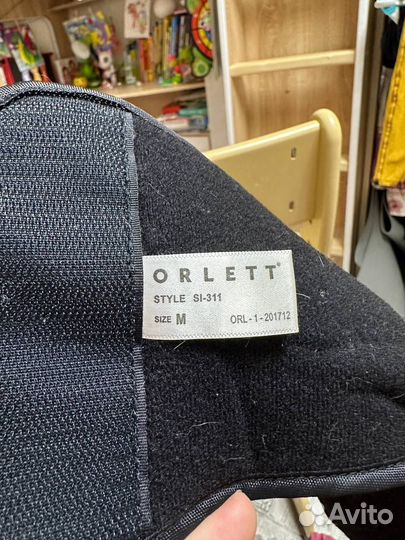 ORLETT®
STYLE SI-311
SIZE M ORL-1-201712
Avito